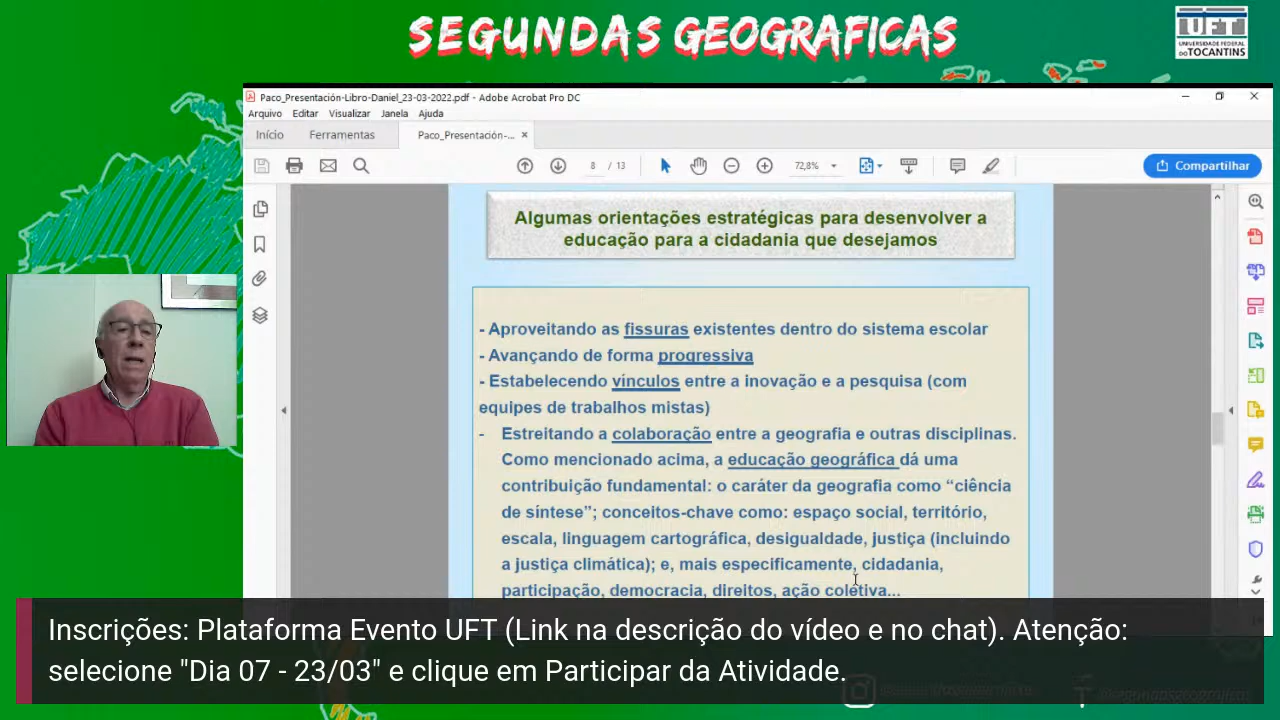 SEGUNDAS GEOGRAFICAS
UFT
UNIVERSIDADE FEDERAL
DO TOCANTINS
Paco_Presentación-Libro-Daniel_23-03-2022.pdf - Adobe Acrobat Pro DC
Arquivo Editar Visualizar Janela Ajuda
Início Ferramentas Paco_Presentación-... ×
8 / 13 72,8% Compartilhar
Algumas orientações estratégicas para desenvolver a
educação para a cidadania que desejamos
- Aproveitando as fissuras existentes dentro do sistema escolar
- Avançando de forma progressiva
- Estabelecendo vínculos entre a inovação e a pesquisa (com
equipes de trabalhos mistas)
- Estreitando a colaboração entre a geografia e outras disciplinas.
Como mencionado acima, a educação geográfica dá uma
contribuição fundamental: o caráter da geografia como “ciência
de síntese”; conceitos-chave como: espaço social, território,
escala, linguagem cartográfica, desigualdade, justiça (incluindo
a justiça climática); e, mais especificamente, cidadania,
participação, democracia, direitos, ação coletiva...
Inscrições: Plataforma Evento UFT (Link na descrição do vídeo e no chat). Atenção:
selecione "Dia 07 - 23/03" e clique em Participar da Atividade.